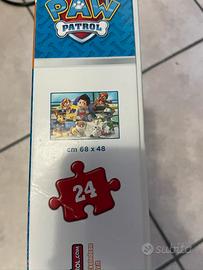 PAW
PATROL
cm 68 x 48
24
subito